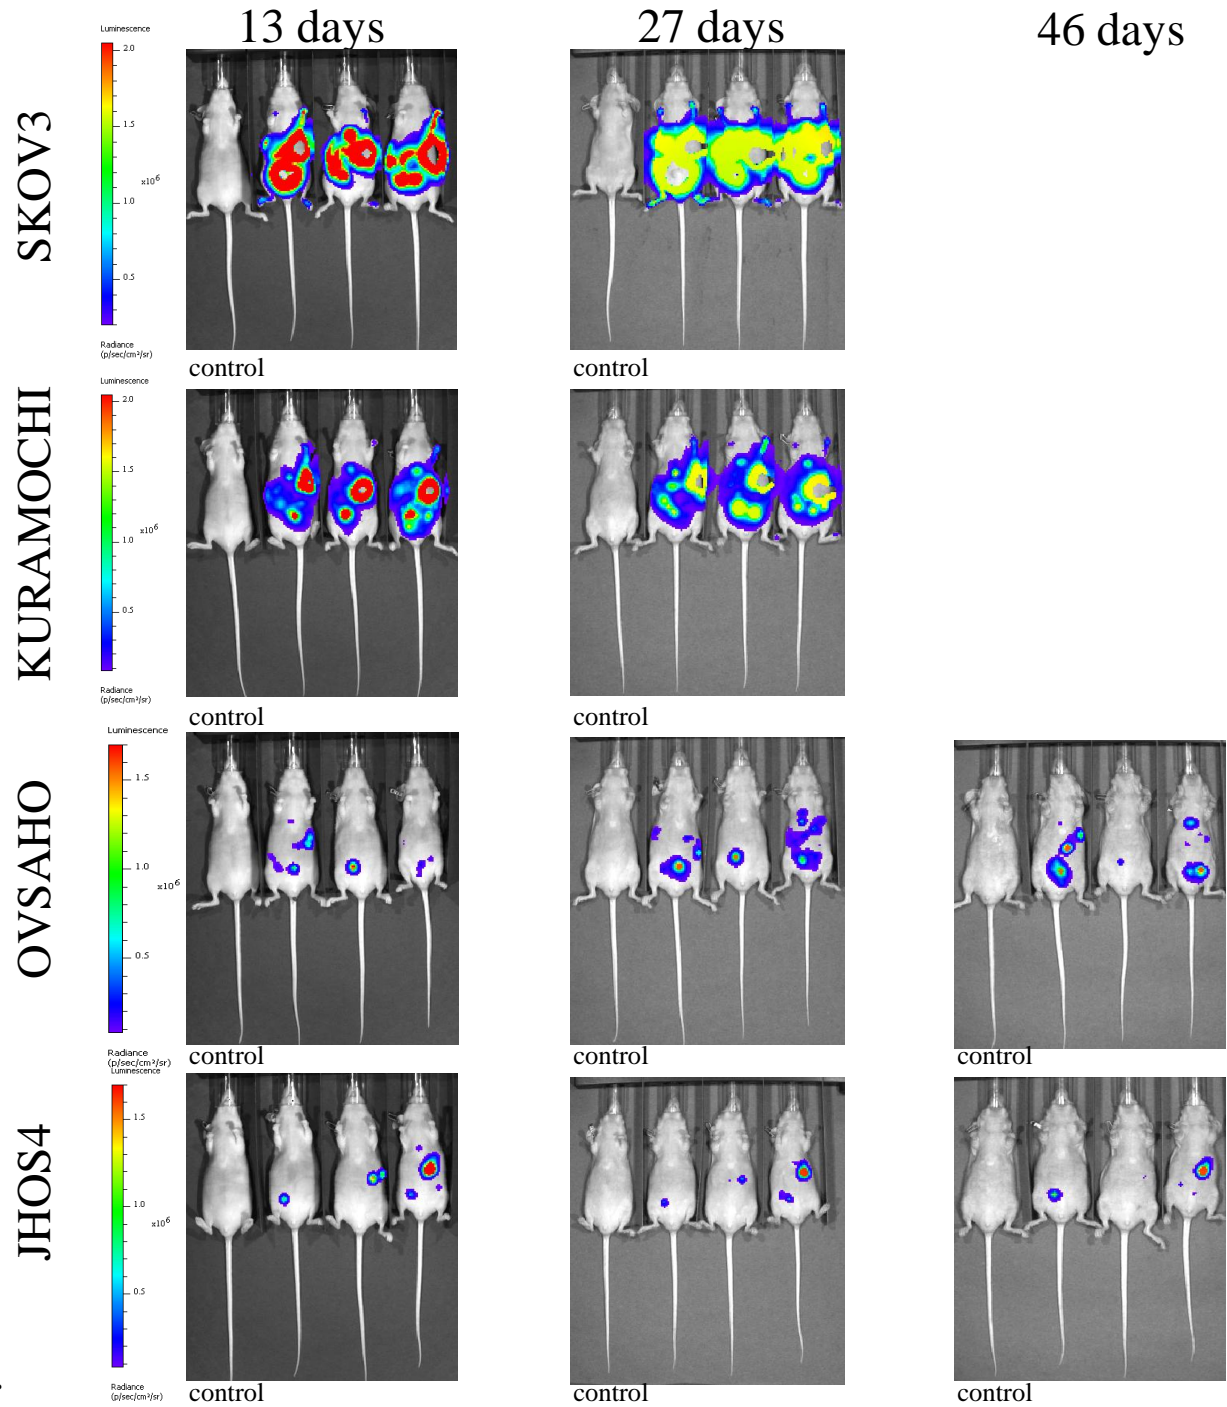 13 days
27 days
46 days
SKOV3
Luminescence
2.0
1.5
x10⁶
1.0
0.5
Radiance
(p/sec/cm²/sr)
control
control
KURAMOCHI
Luminescence
2.0
1.5
x10⁶
1.0
0.5
Radiance
(p/sec/cm²/sr)
control
control
OVSAHO
Luminescence
1.5
1.0
x10⁶
0.5
Radiance
(p/sec/cm²/sr)
control
control
control
JHOS4
Luminescence
1.5
1.0
x10⁶
0.5
Radiance
(p/sec/cm²/sr)
control
control
control